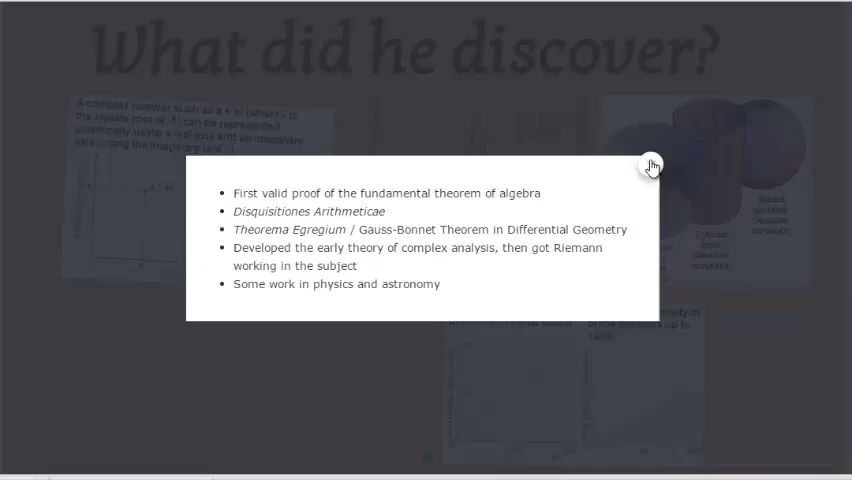 What did he discover?
A complex number such as a + bi (where i is
the square root of -1) can be represented
graphically using a real axis and an imaginary
axis (using the imaginary unit
First valid proof of the fundamental theorem of algebra
Disquisitiones Arithmeticae
Theorema Egregium / Gauss-Bonnet Theorem in Differential Geometry
Developed the early theory of complex analysis, then got Riemann
working in the subject
Some work in physics and astronomy